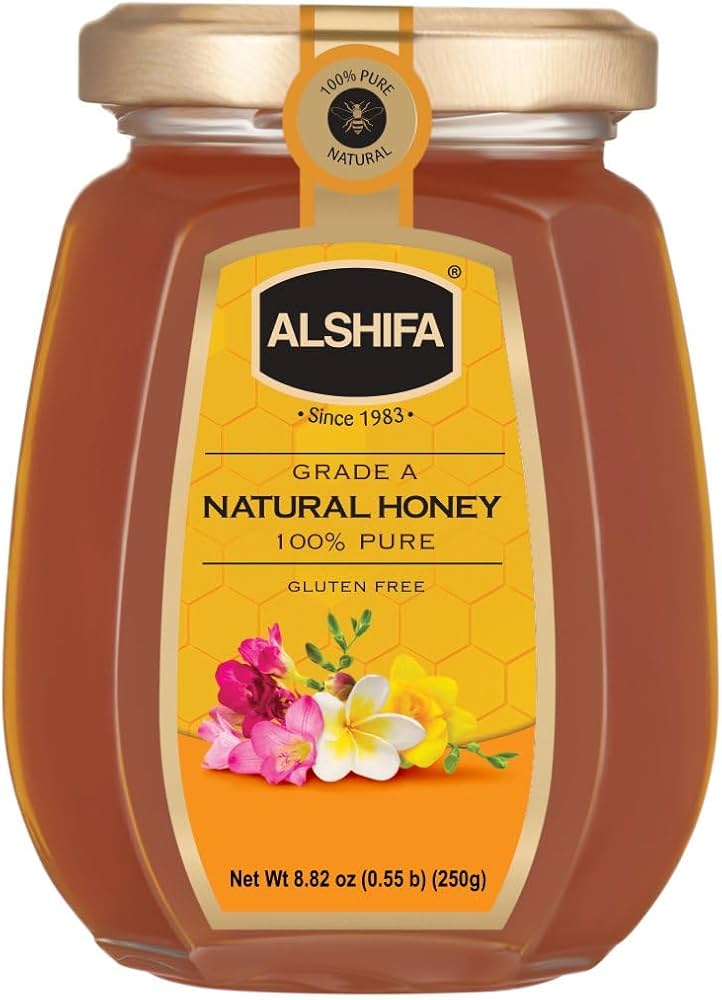 100% PURE
NATURAL
ALSHIFA
®
• Since 1983 •
GRADE A
NATURAL HONEY
100% PURE
GLUTEN FREE
Net Wt 8.82 oz (0.55 b) (250g)